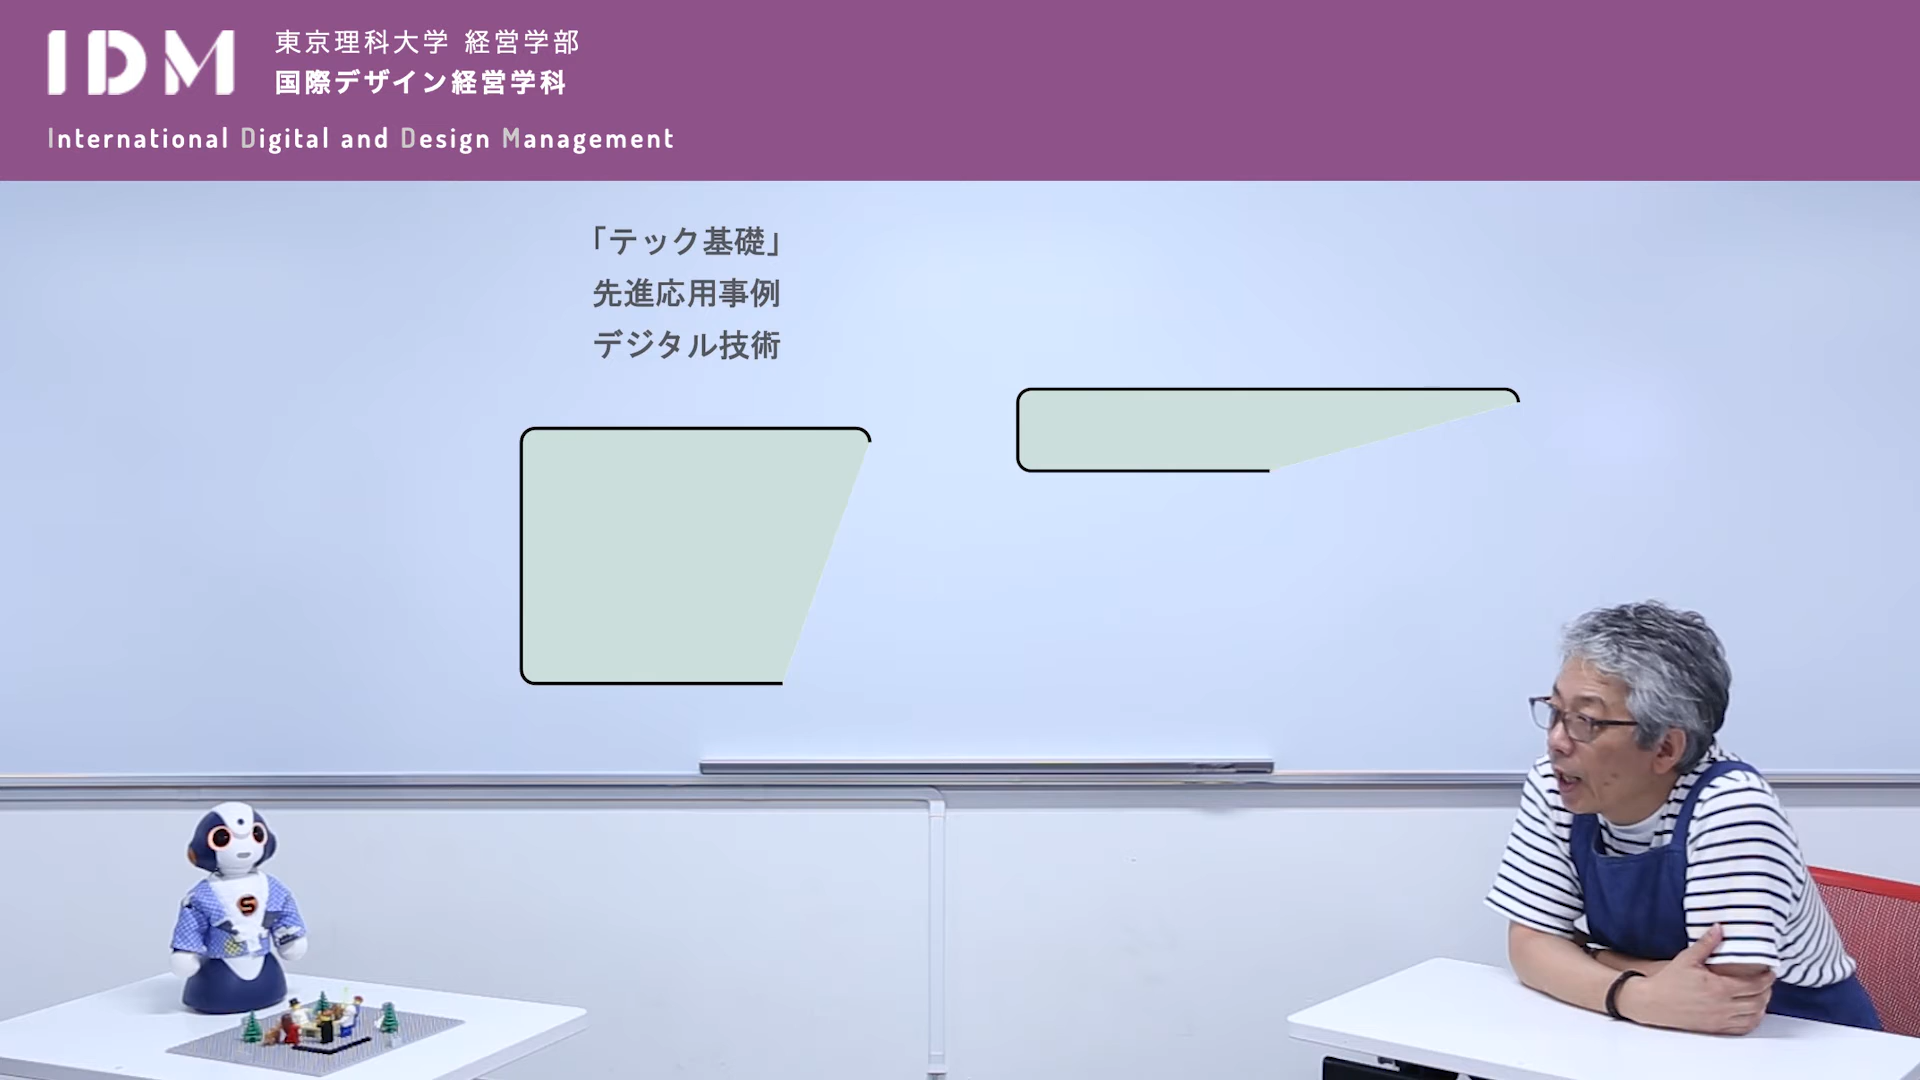 IDM
東京理科大学 経営学部
国際デザイン経営学科
International Digital and Design Management
「テック基礎」
先進応用事例
デジタル技術
S